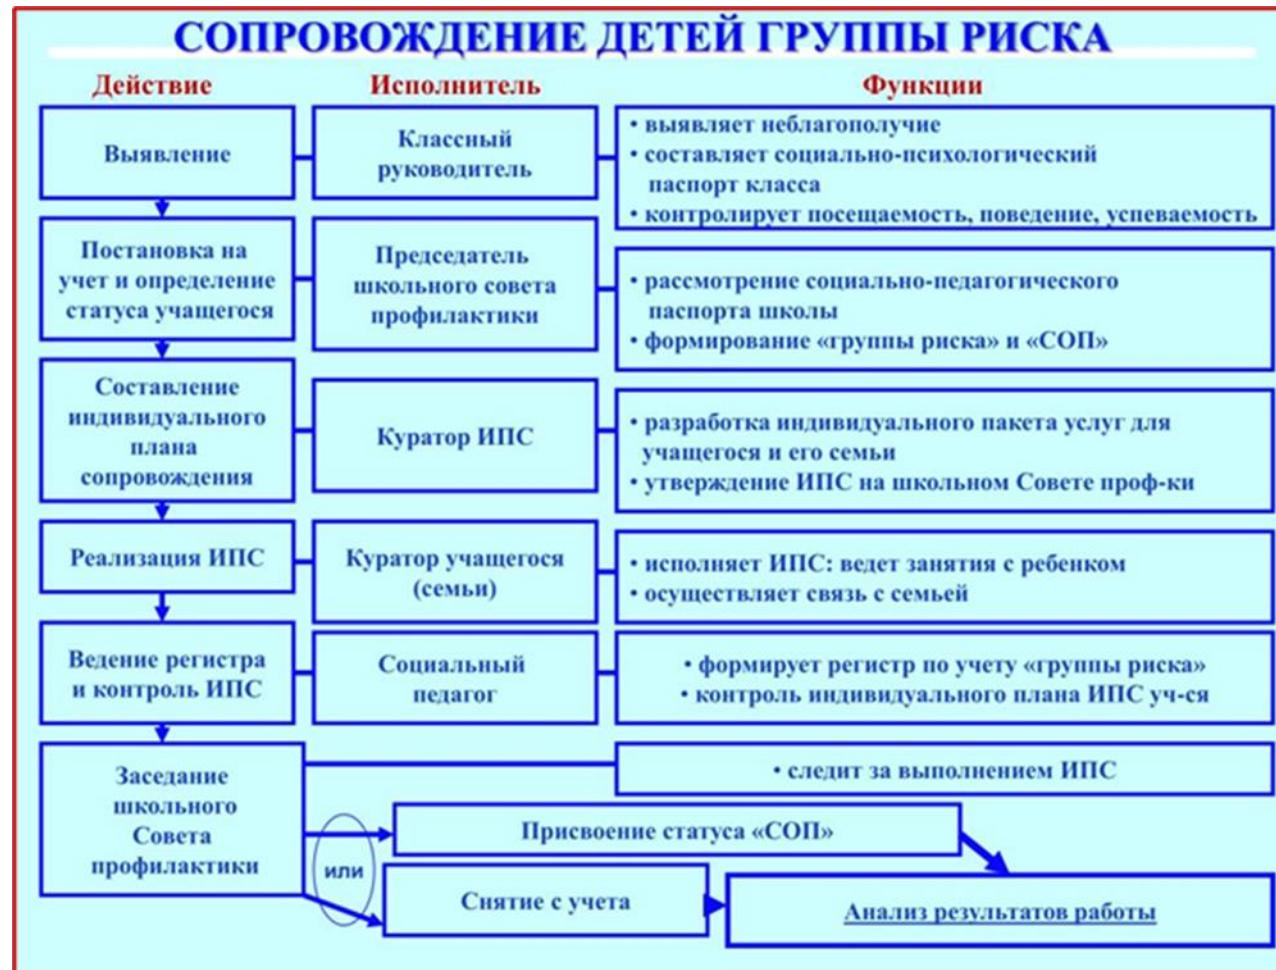 СОПРОВОЖДЕНИЕ ДЕТЕЙ ГРУППЫ РИСКА
Действие
Исполнитель
Функции
Выявление
Классный
руководитель
• выявляет неблагополучие
• составляет социально-психологический
паспорт класса
• контролирует посещаемость, поведение, успеваемость
Постановка на
учет и определение
статуса учащегося
Председатель
школьного совета
профилактики
• рассмотрение социально-педагогического
паспорта школы
• формирование «группы риска» и «СОП»
Составление
индивидуального
плана
сопровождения
Куратор ИПС
• разработка индивидуального пакета услуг для
учащегося и его семьи
• утверждение ИПС на школьном Совете проф-ки
Реализация ИПС
Куратор учащегося
(семьи)
• исполняет ИПС: ведет занятия с ребенком
• осуществляет связь с семьей
Ведение регистра
и контроль ИПС
Социальный
педагог
• формирует регистр по учету «группы риска»
• контроль индивидуального плана ИПС уч-ся
Заседание
школьного
Совета
профилактики
• следит за выполнением ИПС
или
Присвоение статуса «СОП»
Снятие с учета
Анализ результатов работы